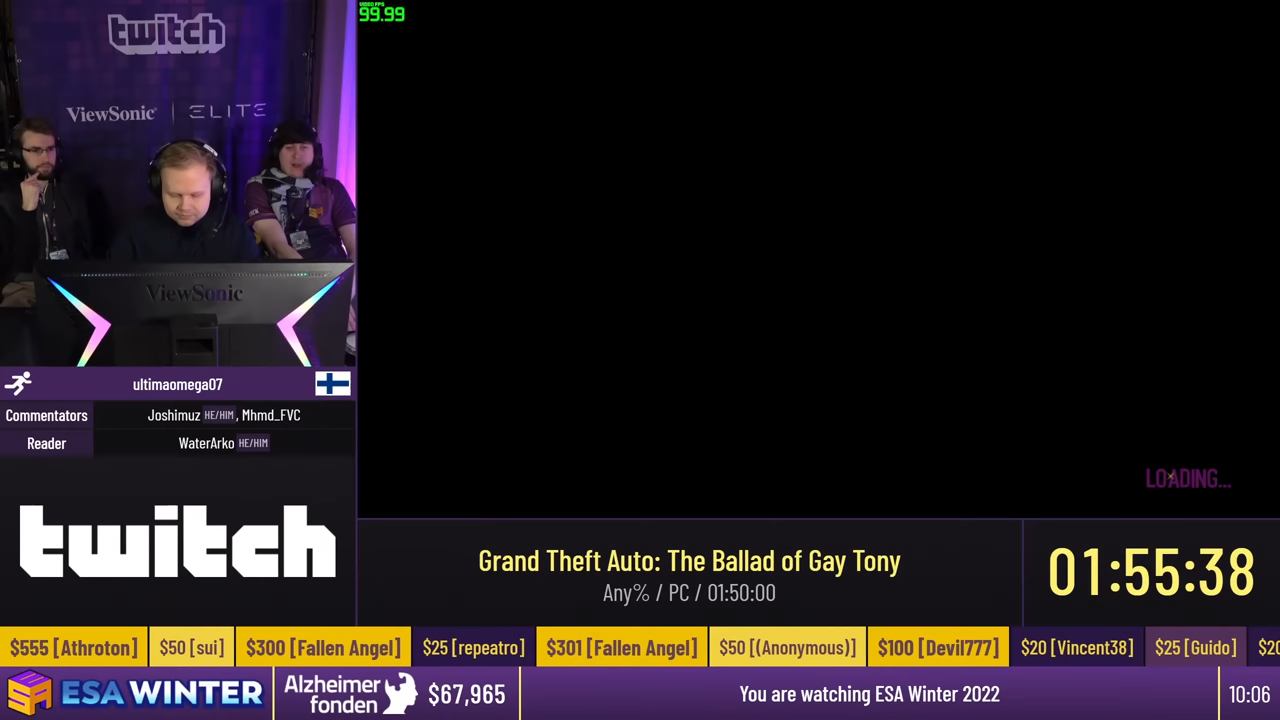 twitch
ViewSonic | ELITE
ViewSonic
VIDEO FPS
99.99
LOADING...
ultimaomega07
Commentators
Joshimuz HE/HIM, Mhmd_FVC
Reader
WaterArko HE/HIM
twitch
Grand Theft Auto: The Ballad of Gay Tony
Any% / PC / 01:50:00
01:55:38
$555 [Athroton] $50 [sui] $300 [Fallen Angel] $25 [repeatro] $301 [Fallen Angel] $50 [(Anonymous)] $100 [Devil777] $20 [Vincent38] $25 [Guido] $20
ESA WINTER
Alzheimer
fonden
$67,965
You are watching ESA Winter 2022
10:06